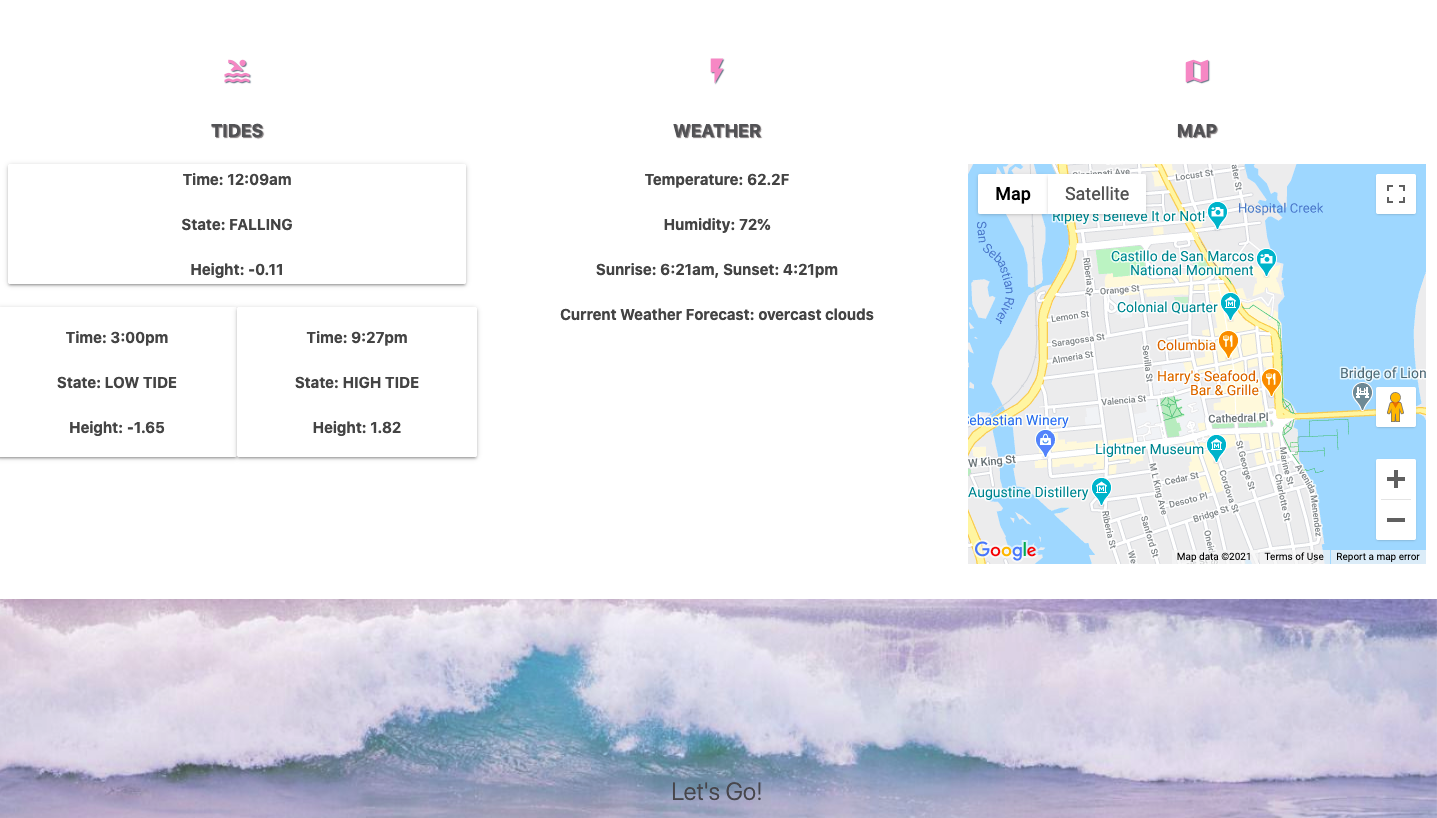 TIDES
Time: 12:09am
State: FALLING
Height: -0.11
Time: 3:00pm
State: LOW TIDE
Height: -1.65
Time: 9:27pm
State: HIGH TIDE
Height: 1.82
WEATHER
Temperature: 62.2F
Humidity: 72%
Sunrise: 6:21am, Sunset: 4:21pm
Current Weather Forecast: overcast clouds
MAP
Map
Satellite
Locust St
Ripley's Believe It or Not!
Hospital Creek
San Sebastian River
Castillo de San Marcos
National Monument
Riberia St
Orange St
Colonial Quarter
Lemon St
Saragossa St
Almeria St
Sevilla St
Columbia
Harry's Seafood,
Bar & Grille
Bridge of Lion
Valencia St
Cathedral Pl
ebastian Winery
Lightner Museum
W King St
Augustine Distillery
M L King Ave
Cedar St
Desoto Pl
Bridge St
Cordova St
St George St
Marine St
Charlotte St
Avenida Menendez
Riberia St
Sanford St
Google
Map data ©2021
Terms of Use
Report a map error
Let's Go!